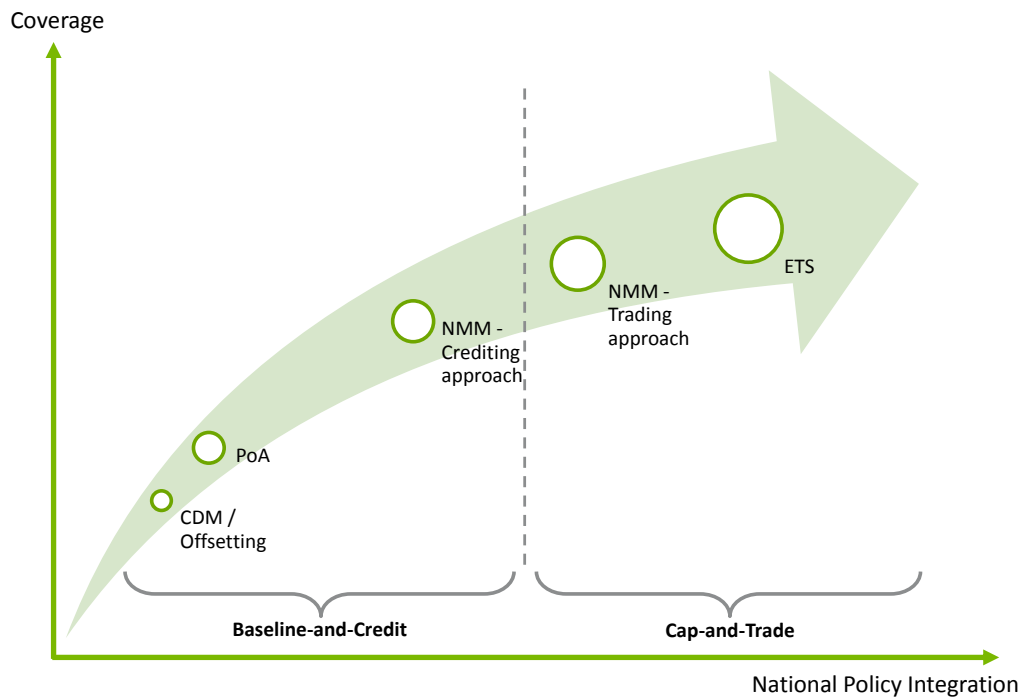 Coverage
ETS
NMM -
Trading
approach
NMM -
Crediting
approach
PoA
CDM /
Offsetting
Baseline-and-Credit
Cap-and-Trade
National Policy Integration